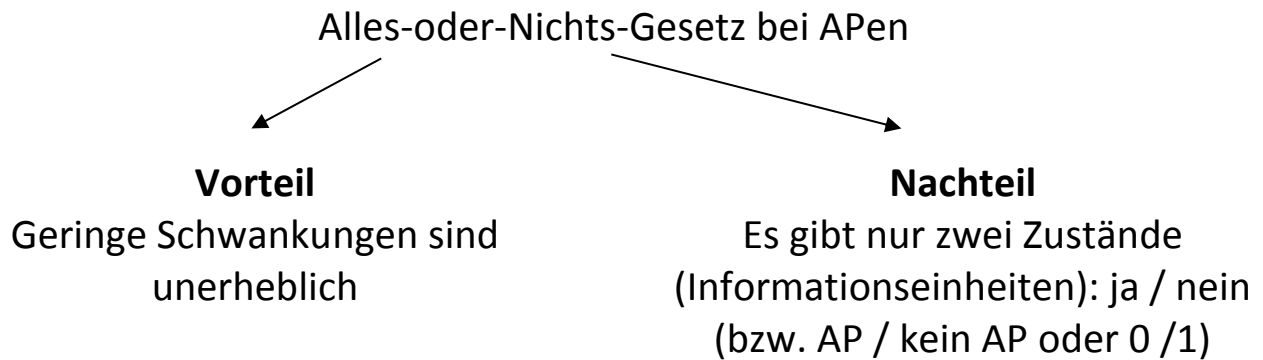 Alles-oder-Nichts-Gesetz bei APen
Vorteil
Geringe Schwankungen sind
unerheblich
Nachteil
Es gibt nur zwei Zustände
(Informationseinheiten): ja / nein
(bzw. AP / kein AP oder 0 /1)